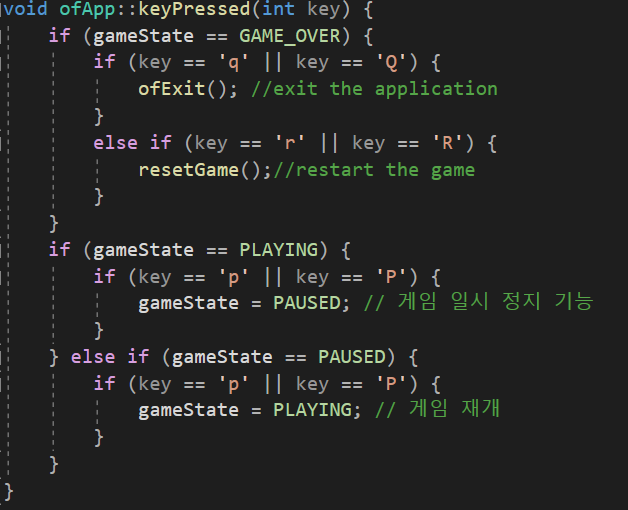 void ofApp::keyPressed(int key) {
    if (gameState == GAME_OVER) {
        if (key == 'q' || key == 'Q') {
            ofExit(); //exit the application
        }
        else if (key == 'r' || key == 'R') {
            resetGame();//restart the game
        }
    }
    if (gameState == PLAYING) {
        if (key == 'p' || key == 'P') {
            gameState = PAUSED; // 게임 일시 정지 기능
        }
    } else if (gameState == PAUSED) {
        if (key == 'p' || key == 'P') {
            gameState = PLAYING; // 게임 재개
        }
    }
}